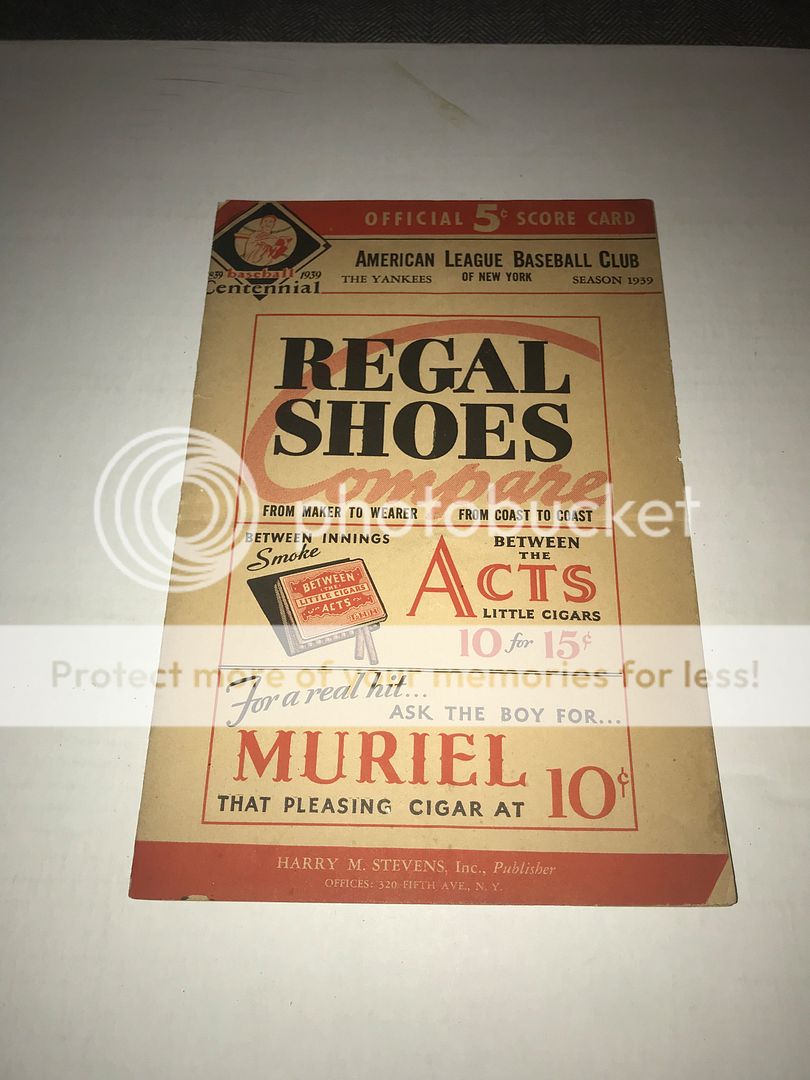 OFFICIAL 5¢ SCORE CARD
AMERICAN LEAGUE BASEBALL CLUB
THE YANKEES OF NEW YORK SEASON 1939
39 baseball 1939
Centennial
REGAL
SHOES
Compare
FROM MAKER TO WEARER FROM COAST TO COAST
photobucket
BETWEEN INNINGS
Smoke
BETWEEN
THE
LITTLE CIGARS
ACTS
BETWEEN
THE
ACTS
LITTLE CIGARS
10 for 15¢
Protect more of your memories for less!
For a real hit...
ASK THE BOY FOR...
MURIEL
THAT PLEASING CIGAR AT 10¢
HARRY M. STEVENS, Inc., Publisher
OFFICES: 320 FIFTH AVE., N. Y.